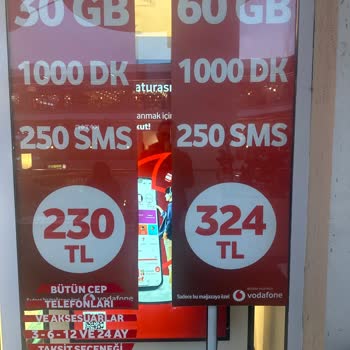 30 GB
1000 DK
250 SMS
230
TL
BÜTÜN CEP
TELEFONLARI
VE AKSESUARLAR
3-6-12 VE 24 AY
TAKSİT SEÇENEĞİ
vodafone
60 GB
1000 DK
250 SMS
324
TL
Sadece bu mağazaya özel
vodafone